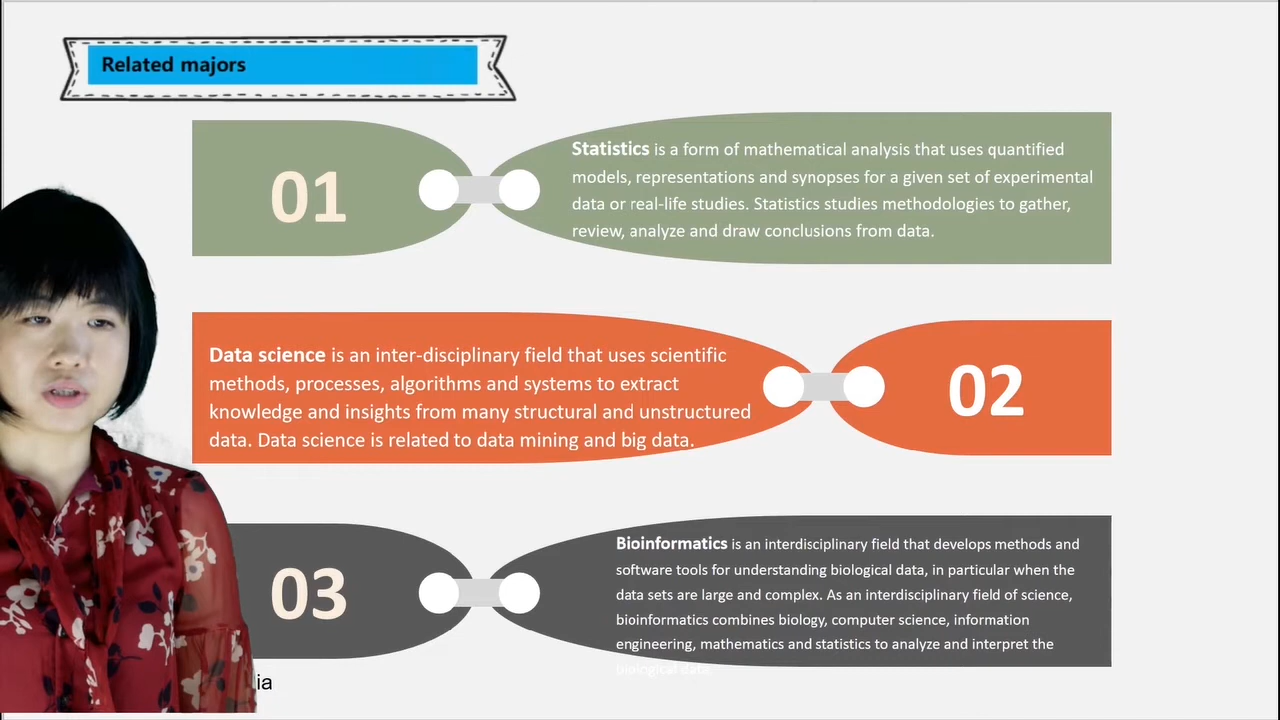 Related majors
01
Statistics is a form of mathematical analysis that uses quantified
models, representations and synopses for a given set of experimental
data or real-life studies. Statistics studies methodologies to gather,
review, analyze and draw conclusions from data.
Data science is an inter-disciplinary field that uses scientific
methods, processes, algorithms and systems to extract
knowledge and insights from many structural and unstructured
data. Data science is related to data mining and big data.
02
03
Bioinformatics is an interdisciplinary field that develops methods and
software tools for understanding biological data, in particular when the
data sets are large and complex. As an interdisciplinary field of science,
bioinformatics combines biology, computer science, information
engineering, mathematics and statistics to analyze and interpret the
biological data.
ia